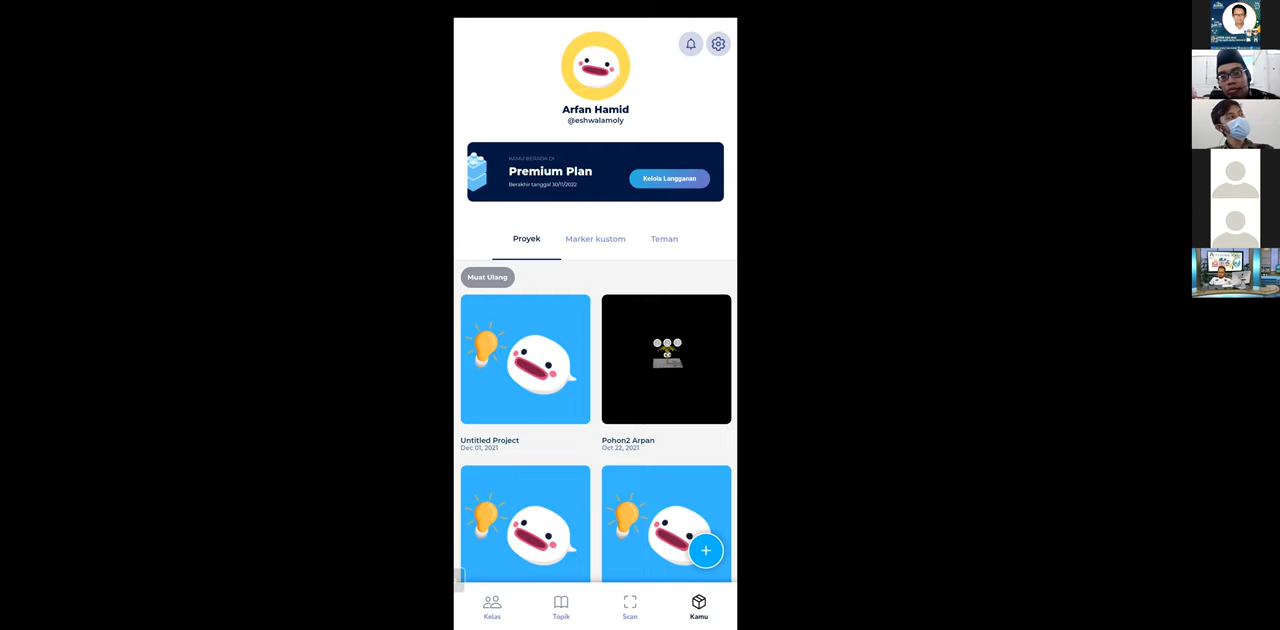 Arfan Hamid
@eshwalamoly
KAMU BERADA DI
Premium Plan
Berakhir tanggal 30/11/2022
Kelola Langganan
Proyek
Marker kustom
Teman
Muat Ulang
Untitled Project
Dec 01, 2021
Pohon2 Arpan
Oct 22, 2021
Kelas
Topik
Scan
Kamu